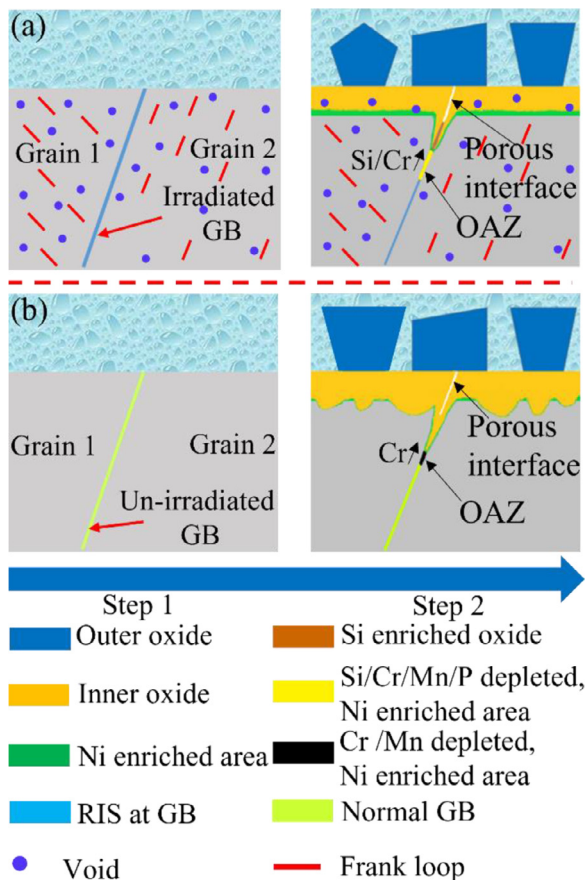 (a)
Grain 1
Grain 2
Irradiated
GB
Si/Cr
Porous
interface
OAZ
(b)
Grain 1
Grain 2
Un-irradiated
GB
Cr
Porous
interface
OAZ
Step 1
Step 2
Outer oxide
Si enriched oxide
Inner oxide
Si/Cr/Mn/P depleted,
Ni enriched area
Ni enriched area
Cr /Mn depleted,
Ni enriched area
RIS at GB
Normal GB
Void
Frank loop